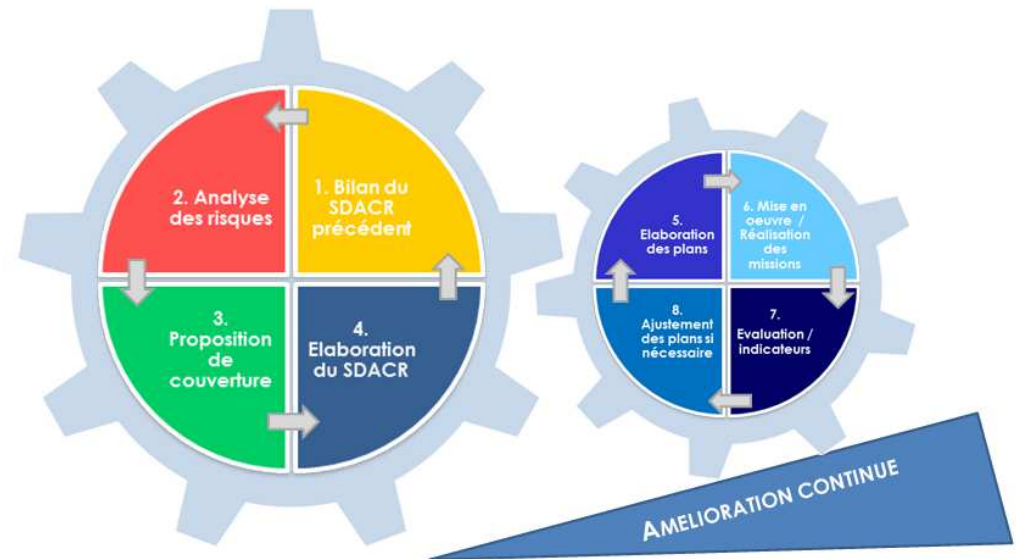 1. Bilan du
SDACR
précédent
2. Analyse
des risques
3.
Proposition
de
couverture
4.
Elaboration
du SDACR
5.
Elaboration
des plans
6. Mise en
oeuvre /
Réalisation
des
missions
7.
Evaluation /
indicateurs
8.
Ajustement
des plans si
nécessaire
AMELIORATION CONTINUE